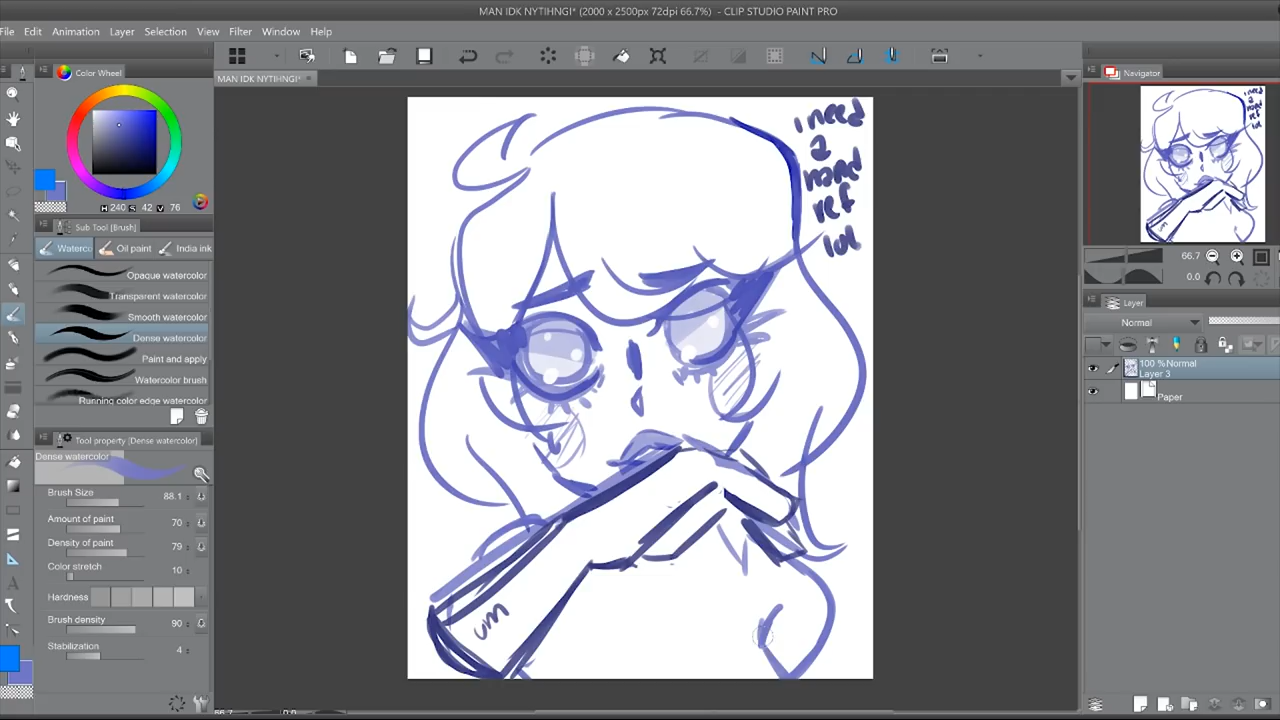 MAN IDK NYTIHNGI* (2000 x 2500px 72dpi 66.7%) - CLIP STUDIO PAINT PRO
File Edit Animation Layer Selection View Filter Window Help
Color Wheel
MAN IDK NYTIHNGI*
Navigator
i need
a
hand
ref
lol
H 240 S 42 V 76
Sub Tool [Brush]
Waterc Oil paint India ink
Opaque watercolor
Transparent watercolor
Smooth watercolor
Dense watercolor
Paint and apply
Watercolor brush
Running color edge watercolor
Tool property [Dense watercolor]
Dense watercolor
Brush Size 88.1
Amount of paint 70
Density of paint 79
Color stretch 10
Hardness
Brush density 90
Stabilization 4
um
66.7
0.0
Layer
Normal
100 % Normal
Layer 3
Paper
66.7 0.0